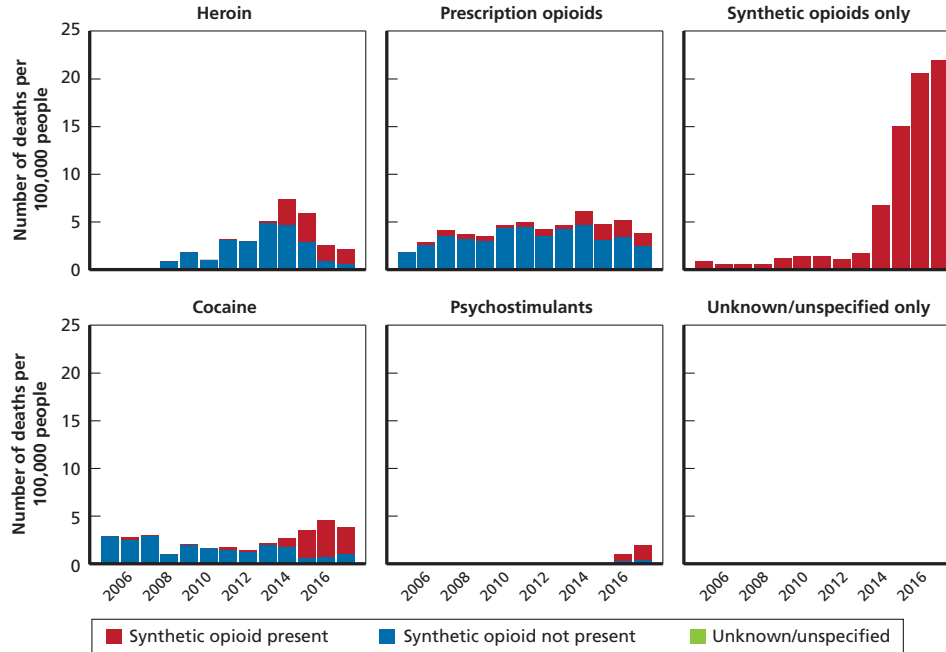 Heroin
Prescription opioids
Synthetic opioids only
Number of deaths per
100,000 people
25
20
15
10
5
0
Cocaine
Psychostimulants
Unknown/unspecified only
Number of deaths per
100,000 people
25
20
15
10
5
0
2006
2008
2010
2012
2014
2016
2006
2008
2010
2012
2014
2016
2006
2008
2010
2012
2014
2016
Synthetic opioid present
Synthetic opioid not present
Unknown/unspecified